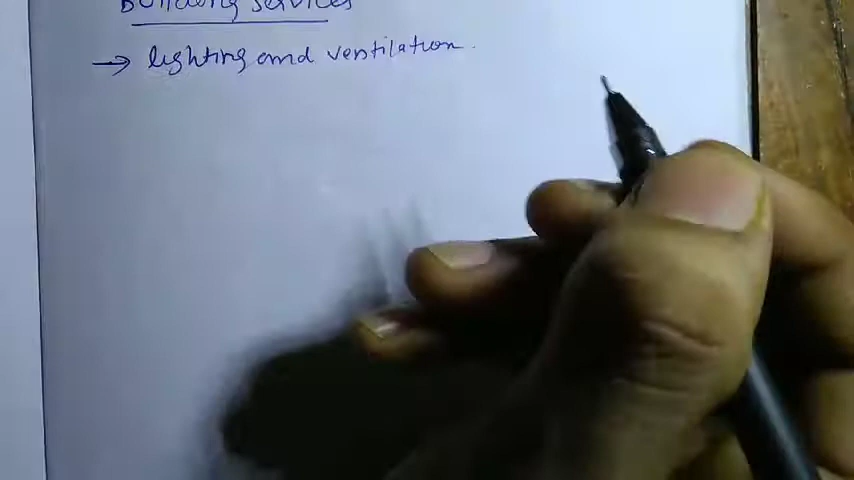 Building Services
→ lighting and ventilation.